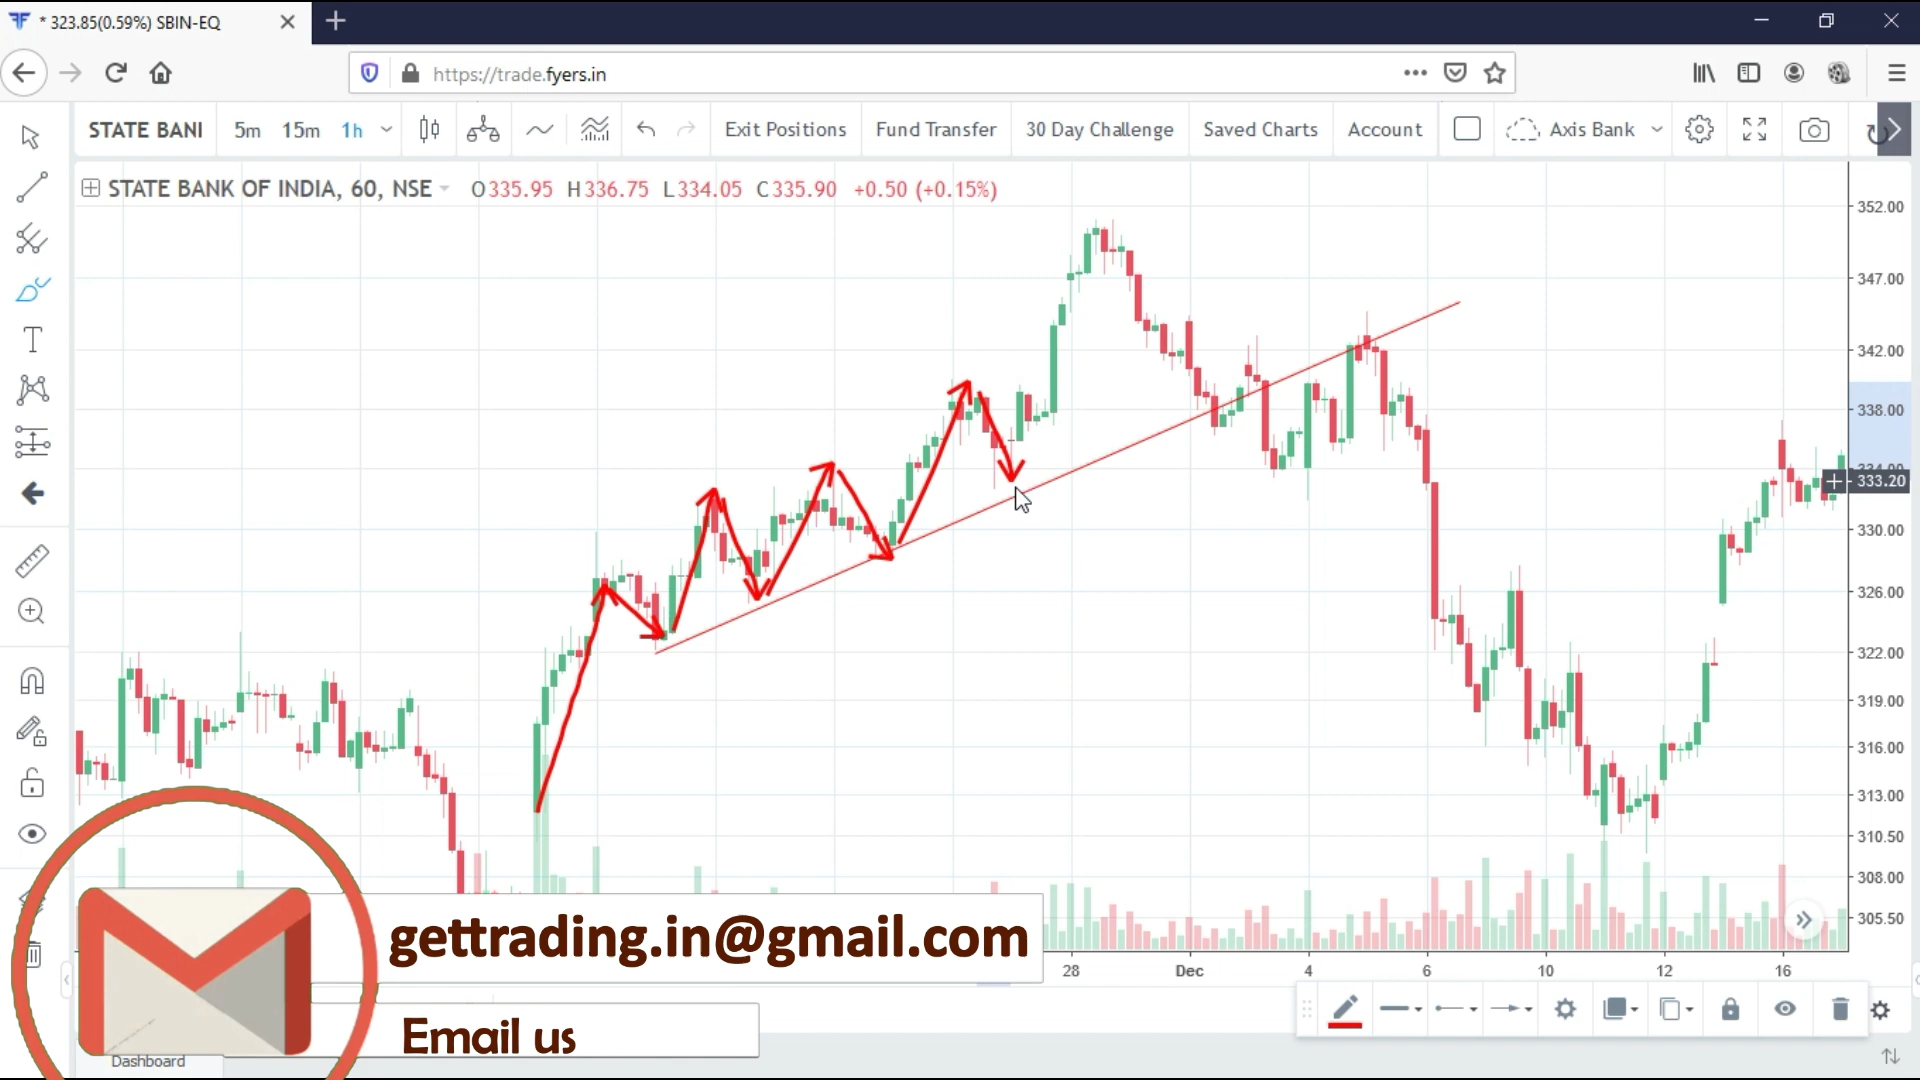 * 323.85(0.59%) SBIN-EQ
https://trade.fyers.in
STATE BANI 5m 15m 1h Exit Positions Fund Transfer 30 Day Challenge Saved Charts Account Axis Bank
STATE BANK OF INDIA, 60, NSE O335.95 H336.75 L334.05 C335.90 +0.50 (+0.15%)
352.00
347.00
342.00
338.00
334.00
333.20
330.00
326.00
322.00
319.00
316.00
313.00
310.50
308.00
305.50
gettrading.in@gmail.com
28 Dec 4 6 10 12 16
Email us
Dashboard